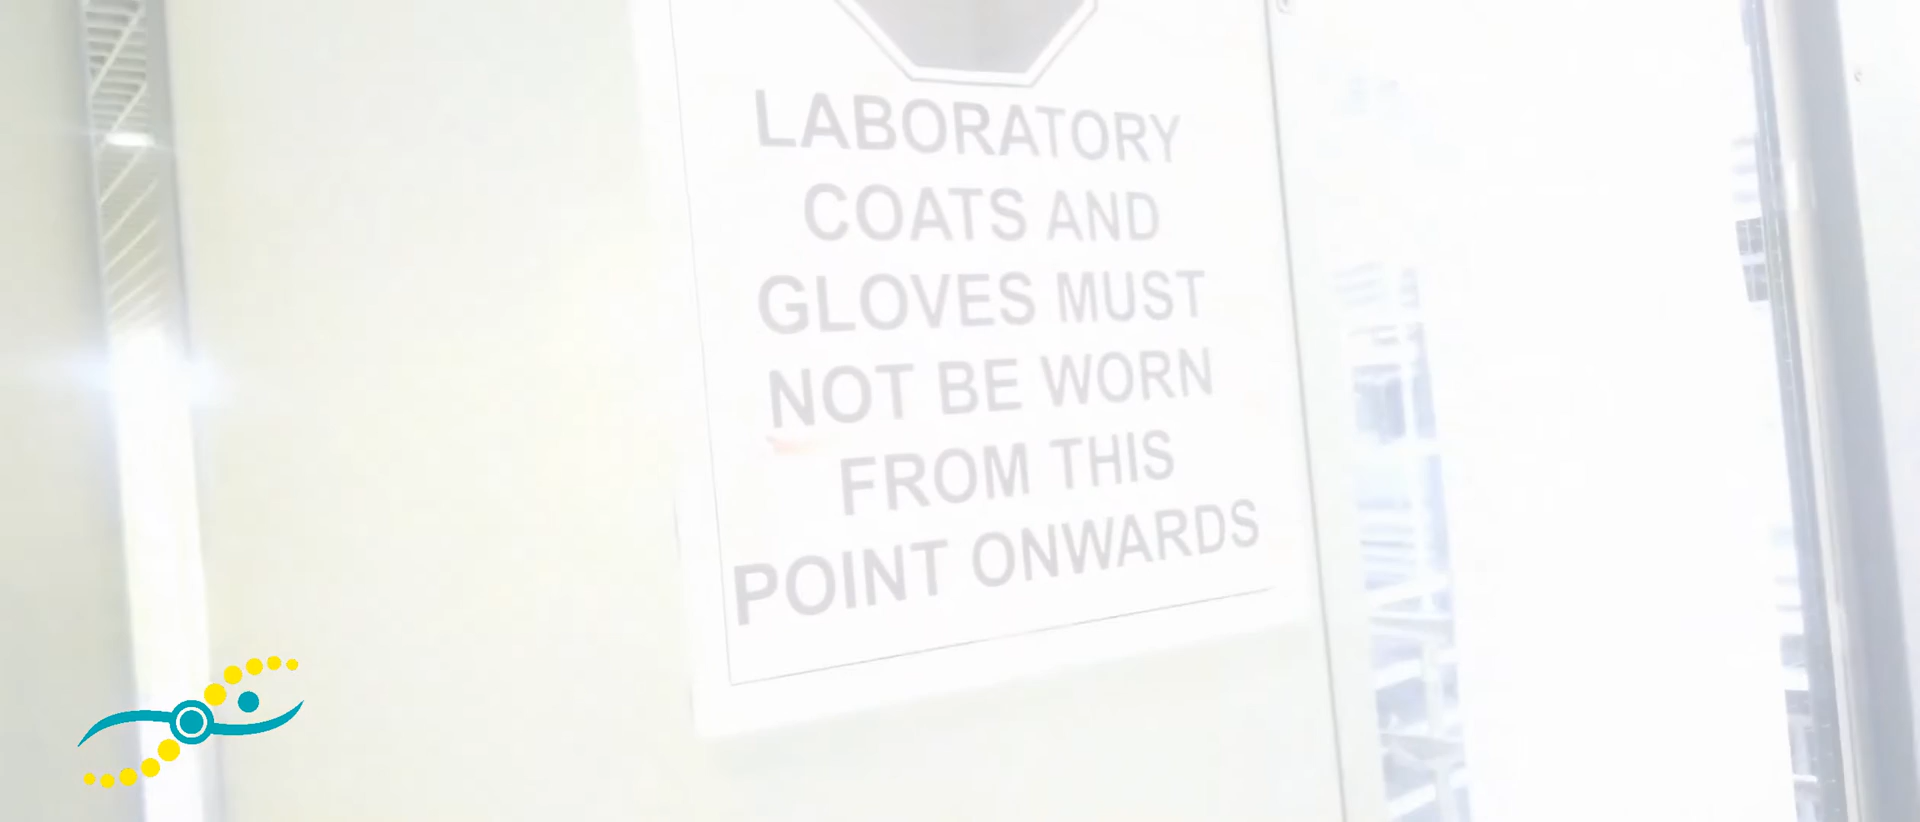 LABORATORY
COATS AND
GLOVES MUST
NOT BE WORN
FROM THIS
POINT ONWARDS